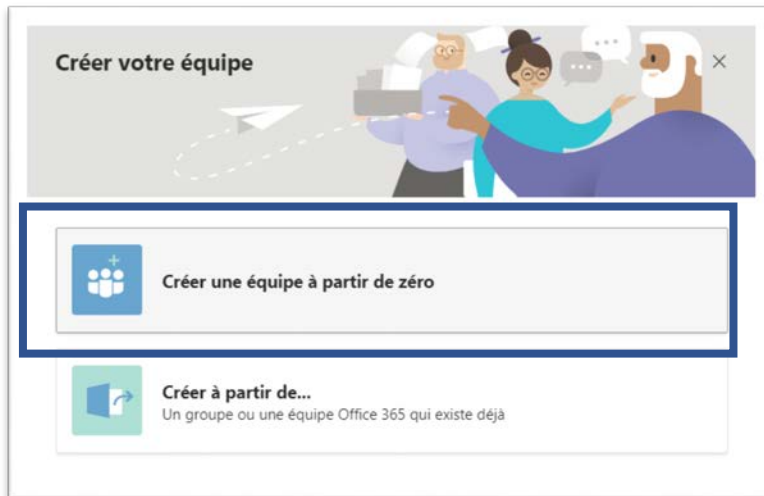 Créer votre équipe
Créer une équipe à partir de zéro
Créer à partir de...
Un groupe ou une équipe Office 365 qui existe déjà